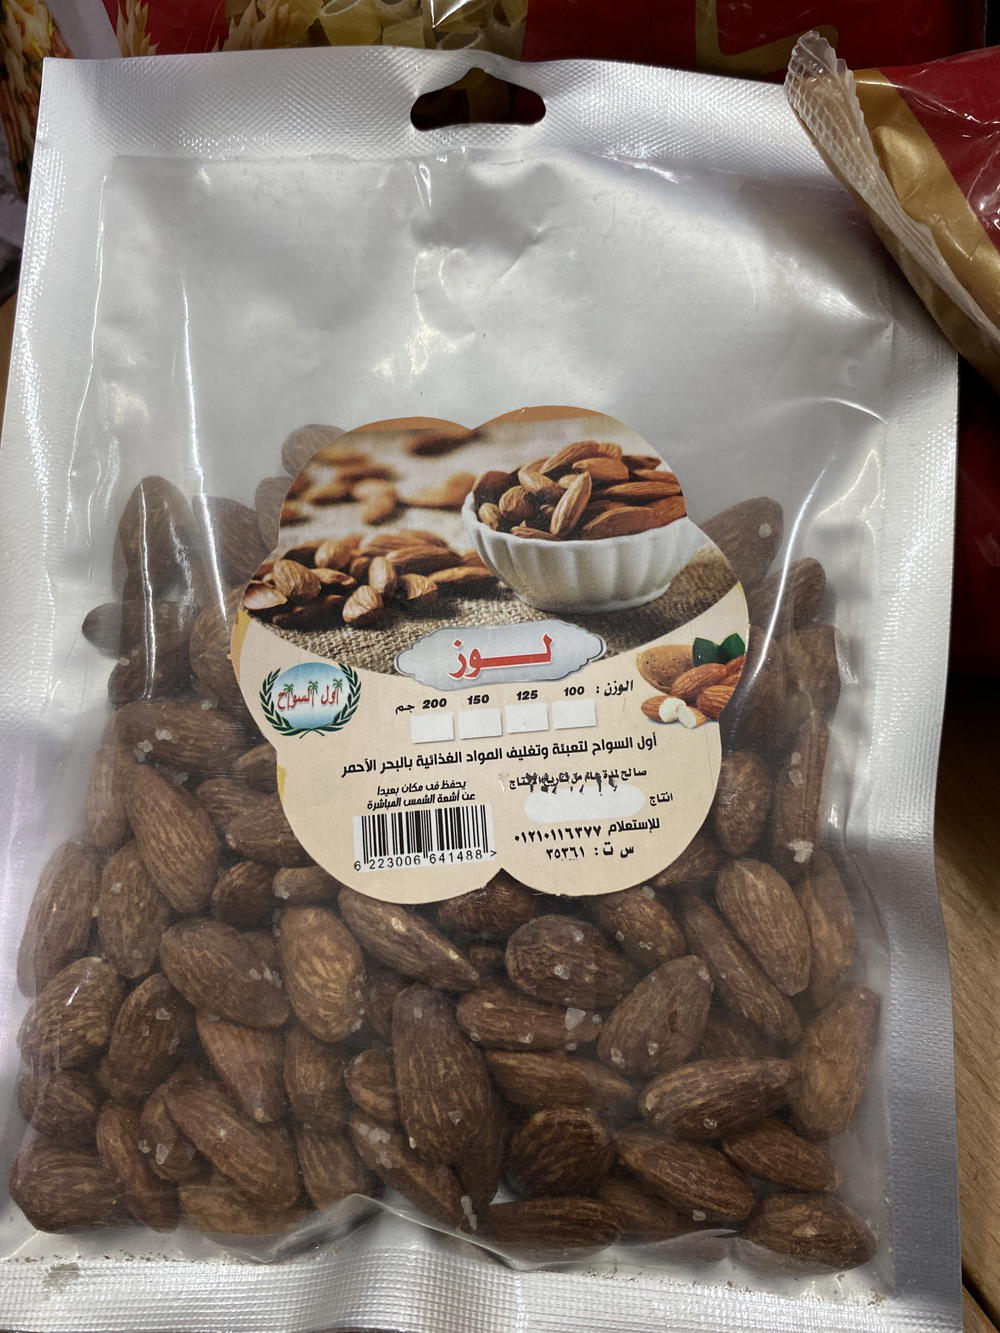 لـــوز
أول السواح
الوزن : 100 125 150 200 جم
أول السواح لتعبئة وتغليف المواد الغذائية بالبحر الأحمر
صالح لمدة عام من تاريخ الإنتاج
يحفظ فى مكان بعيدا
عن أشعة الشمس المباشرة
انتاج
للإستعلام ٠١٢١٠١١٦٣٧٧
س ت : ٣٥٣٦١
6 223006 641488 >